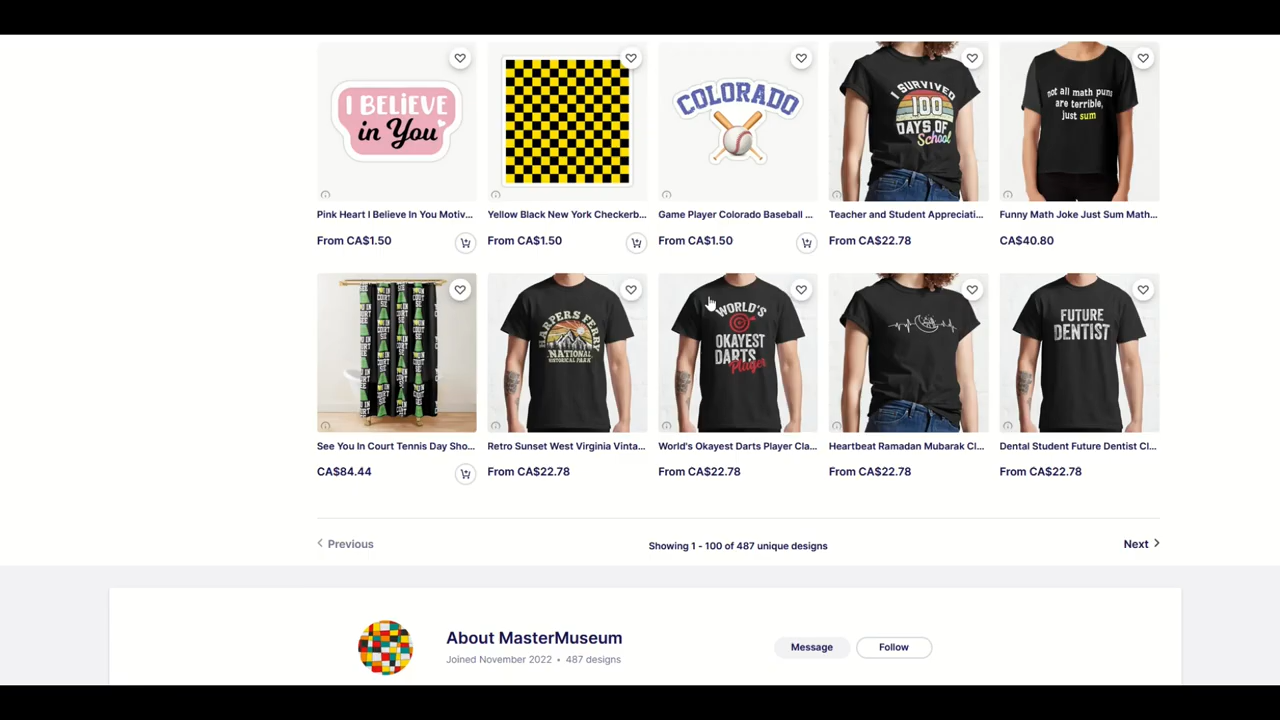 I BELIEVE
in You
COLORADO
I SURVIVED
100
DAYS OF
School
not all math puns
are terrible,
just sum
Pink Heart I Believe In You Motiv...
Yellow Black New York Checkerb...
Game Player Colorado Baseball ...
Teacher and Student Appreciati...
Funny Math Joke Just Sum Math...
From CA$1.50
From CA$1.50
From CA$1.50
From CA$22.78
CA$40.80
HARPERS FERRY
NATIONAL
HISTORICAL PARK
WORLD'S
OKAYEST
DARTS
Player
FUTURE
DENTIST
See You In Court Tennis Day Sho...
Retro Sunset West Virginia Vinta...
World's Okayest Darts Player Cla...
Heartbeat Ramadan Mubarak Cl...
Dental Student Future Dentist Cl...
CA$84.44
From CA$22.78
From CA$22.78
From CA$22.78
From CA$22.78
Previous
Showing 1 - 100 of 487 unique designs
Next
About MasterMuseum
Joined November 2022 • 487 designs
Message
Follow